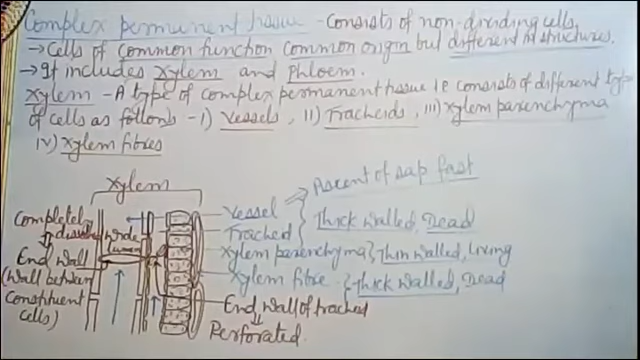 Complex permanent tissue - Consists of non-dividing cells,
→ Cells of common function common origin but different in structures.
→ It includes Xylem and Phloem.
Xylem - A type of complex permanent tissue i.e consists of different type
of cells as follows - i) Vessels, ii) Tracheids, iii) Xylem parenchyma
iv) Xylem fibres
Xylem
⇒ Ascent of sap fast
Completely
dissolve
Wide
lumen
End Wall
(Wall between
Constituent
Cells)
Vessel
Tracheid
Thick walled, Dead
Xylem parenchyma } Thin walled, Living
Xylem fibre - { Thick walled, Dead
End wall of tracheid
⇓
Perforated.